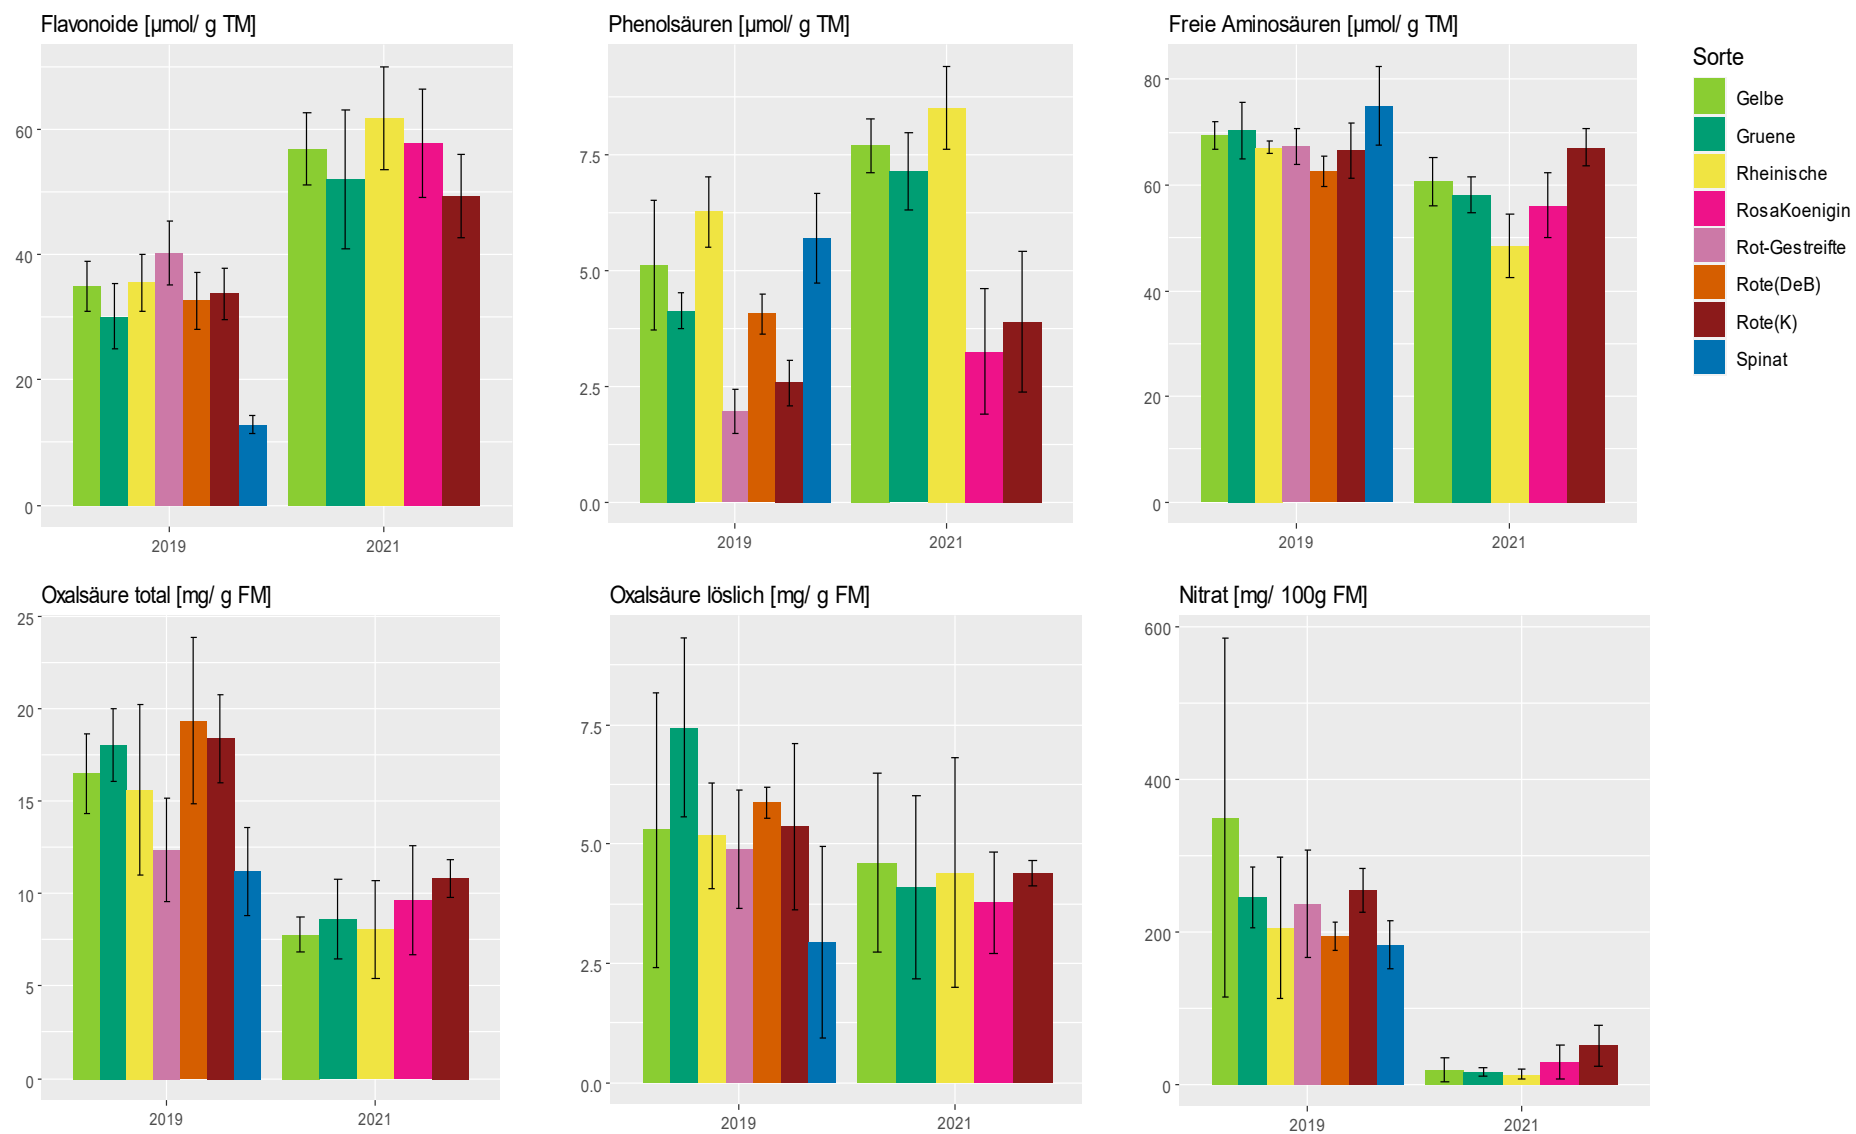 Flavonoide [µmol/ g TM]
60
40
20
0
2019
2021
Phenolsäuren [µmol/ g TM]
7.5
5.0
2.5
0.0
2019
2021
Freie Aminosäuren [µmol/ g TM]
80
60
40
20
0
2019
2021
Sorte
Gelbe
Gruene
Rheinische
RosaKoenigin
Rot-Gestreifte
Rote(DeB)
Rote(K)
Spinat
Oxalsäure total [mg/ g FM]
25
20
15
10
5
0
2019
2021
Oxalsäure löslich [mg/ g FM]
7.5
5.0
2.5
0.0
2019
2021
Nitrat [mg/ 100g FM]
600
400
200
0
2019
2021